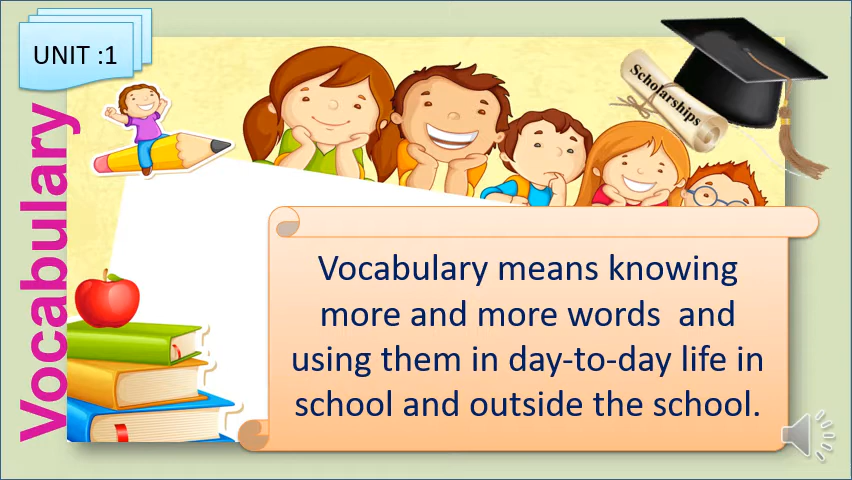 UNIT :1
Vocabulary
Scholarships
Vocabulary means knowing
more and more words and
using them in day-to-day life in
school and outside the school.